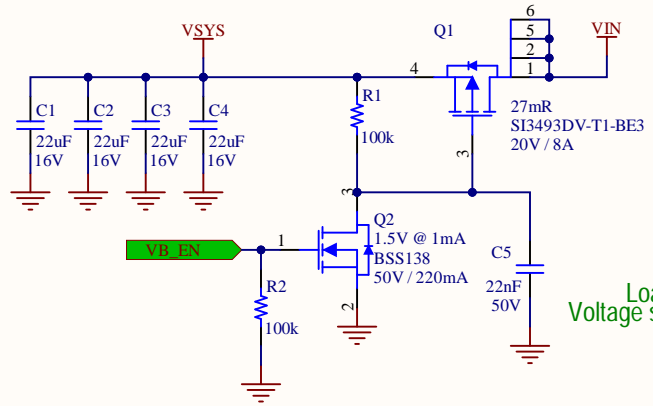 VSYS
Q1
6
5
2
1
VIN
4
27mR
SI3493DV-T1-BE3
20V / 8A
3
C1
22uF
16V
C2
22uF
16V
C3
22uF
16V
C4
22uF
16V
R1
100k
3
Q2
1.5V @ 1mA
BSS138
50V / 220mA
1
2
VB_EN
R2
100k
C5
22nF
50V
Loa
Voltage s